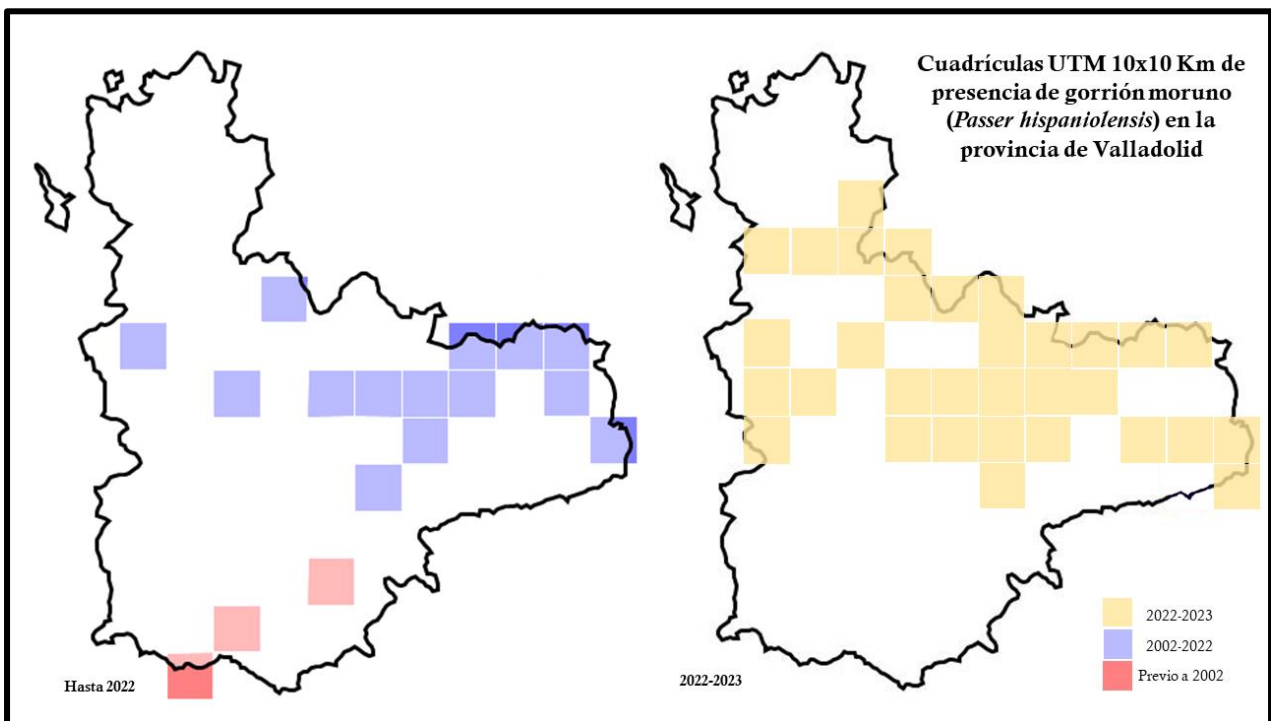 Cuadrículas UTM 10x10 Km de
presencia de gorrión moruno
(Passer hispaniolensis) en la
provincia de Valladolid
2022-2023
2002-2022
Previo a 2002
Hasta 2022
2022-2023